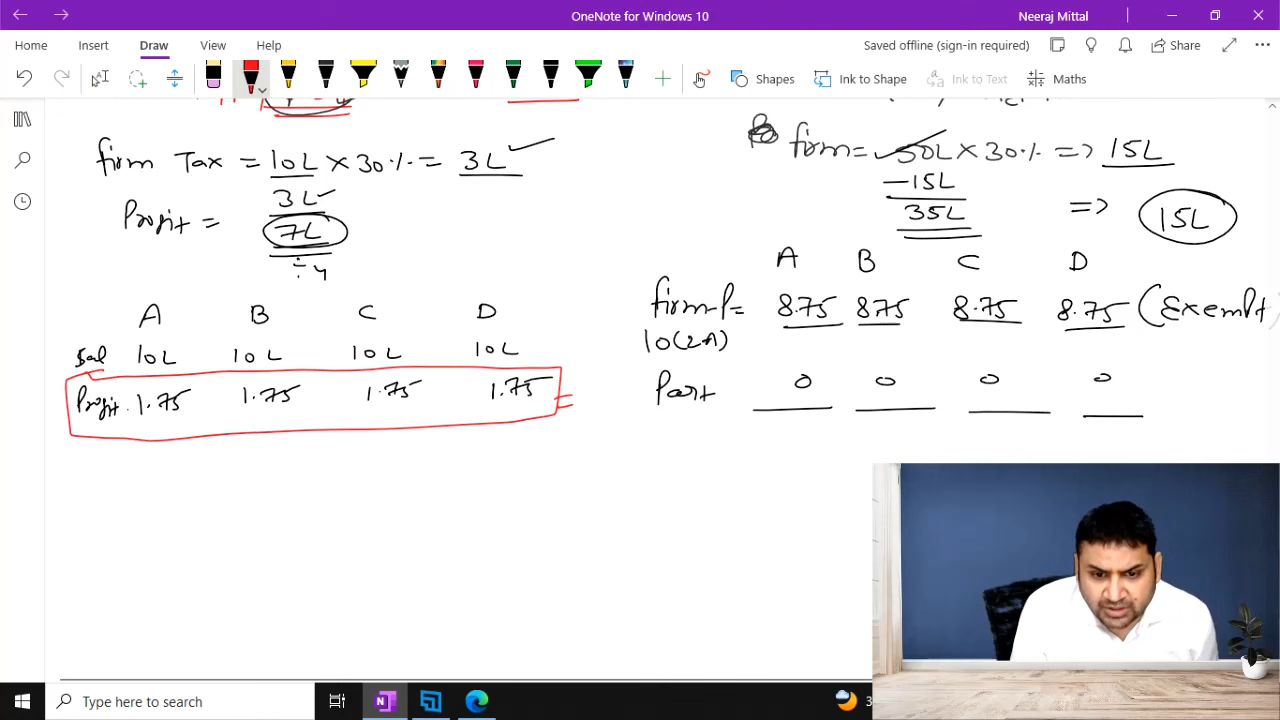 OneNote for Windows 10
Neeraj Mittal
Home Insert Draw View Help
Saved offline (sign-in required)
Share
Ink to Shape
Shapes
Ink to Text
Maths
firm Tax = 10L × 30% = 3L ✓
3L ✓
Profit = 7L
÷ 4
A B C D
Sal 10L 10L 10L 10L
Profit 1.75 1.75 1.75 1.75
firm = 50L × 30% => 15L
-15L
35L => 15L
A B C D
firm-P = 8.75 8.75 8.75 8.75 (Exempt)
10(2A)
Part 0 0 0 0
Type here to search
3